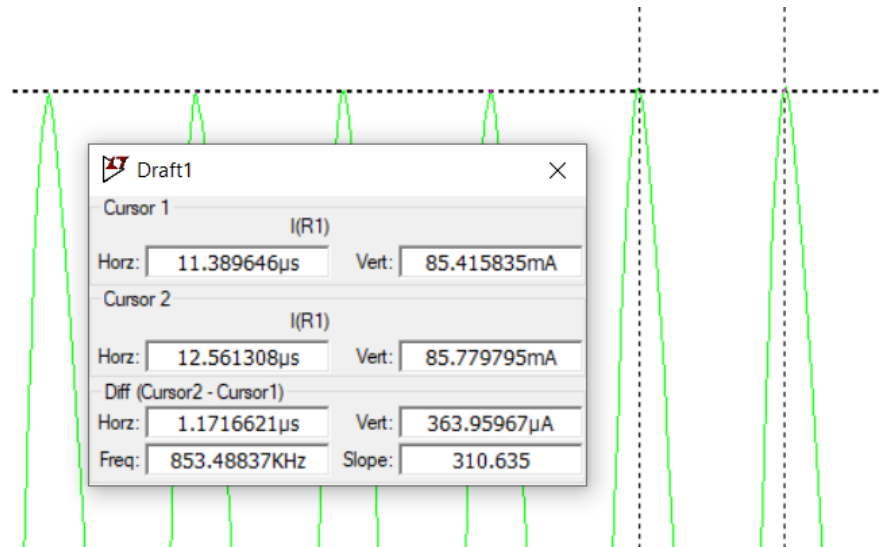 Draft1
Cursor 1
I(R1)
Horz: 11.389646µs Vert: 85.415835mA
Cursor 2
I(R1)
Horz: 12.561308µs Vert: 85.779795mA
Diff (Cursor2 - Cursor1)
Horz: 1.1716621µs Vert: 363.95967µA
Freq: 853.48837KHz Slope: 310.635